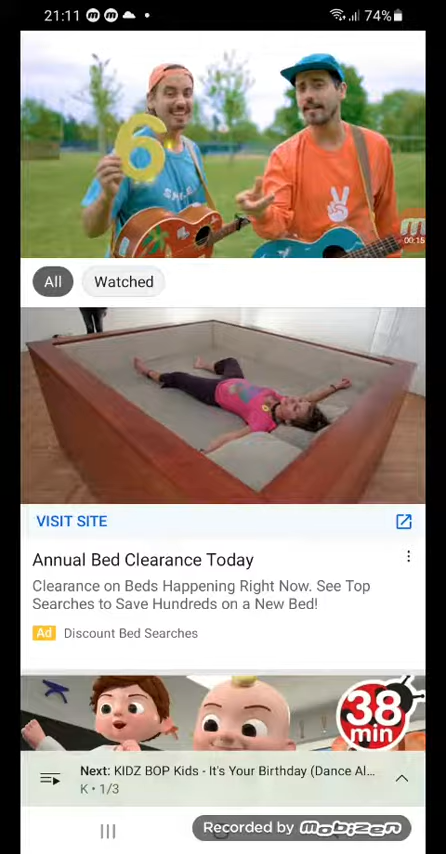 21:11
74%
6
00:15
All
Watched
VISIT SITE
Annual Bed Clearance Today
Clearance on Beds Happening Right Now. See Top
Searches to Save Hundreds on a New Bed!
Ad Discount Bed Searches
38
min
Next: KIDZ BOP Kids - It's Your Birthday (Dance Al...
K • 1/3
Recorded by mobizen